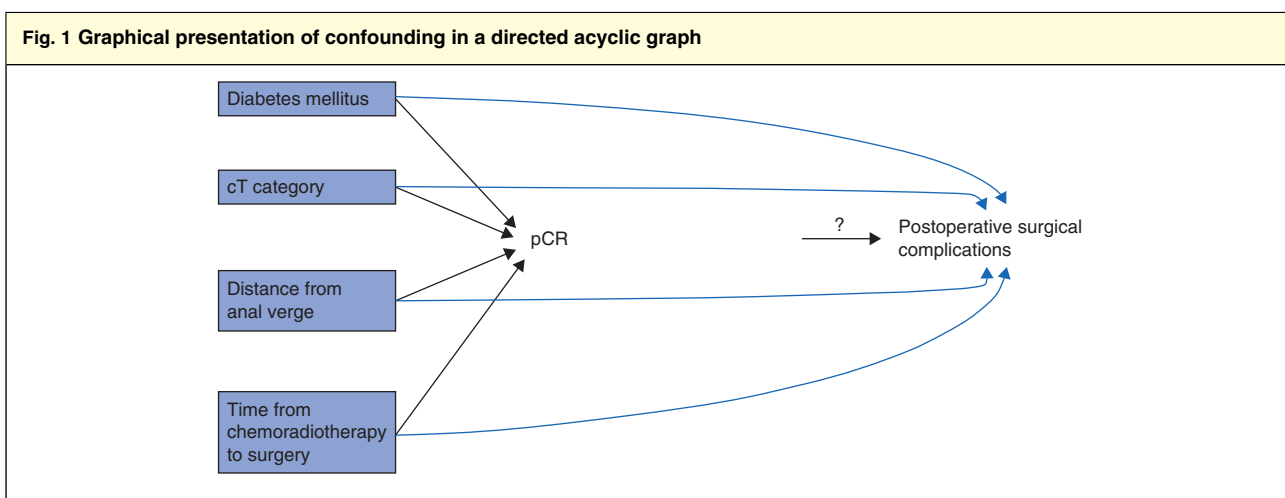 Fig. 1 Graphical presentation of confounding in a directed acyclic graph
Diabetes mellitus
cT category
pCR
?
Postoperative surgical
complications
Distance from
anal verge
Time from
chemoradiotherapy
to surgery